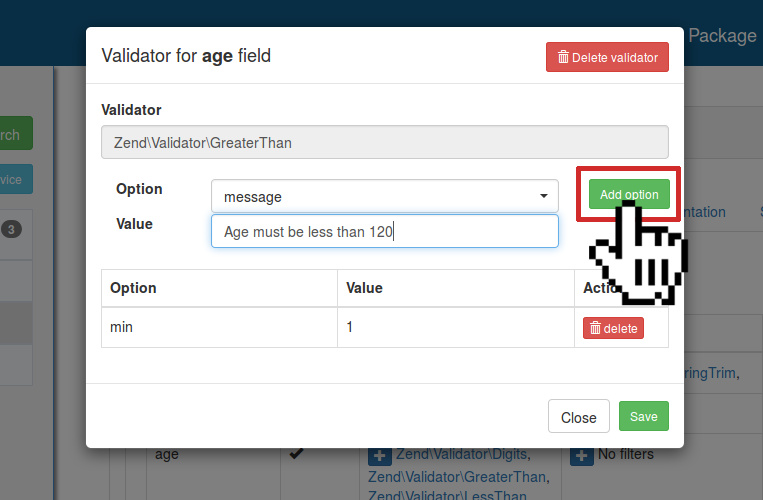 Package
Validator for age field
Delete validator
Validator
Zend\Validator\GreaterThan
rch
vice
Option
message
Add option
Value
Age must be less than 120
ntation
3
Option
Value
min
1
delete
ringTrim,
Close
Save
age
Zend\Validator\Digits,
No filters
Zend\Validator\GreaterThan,
Zend\Validator\LessThan